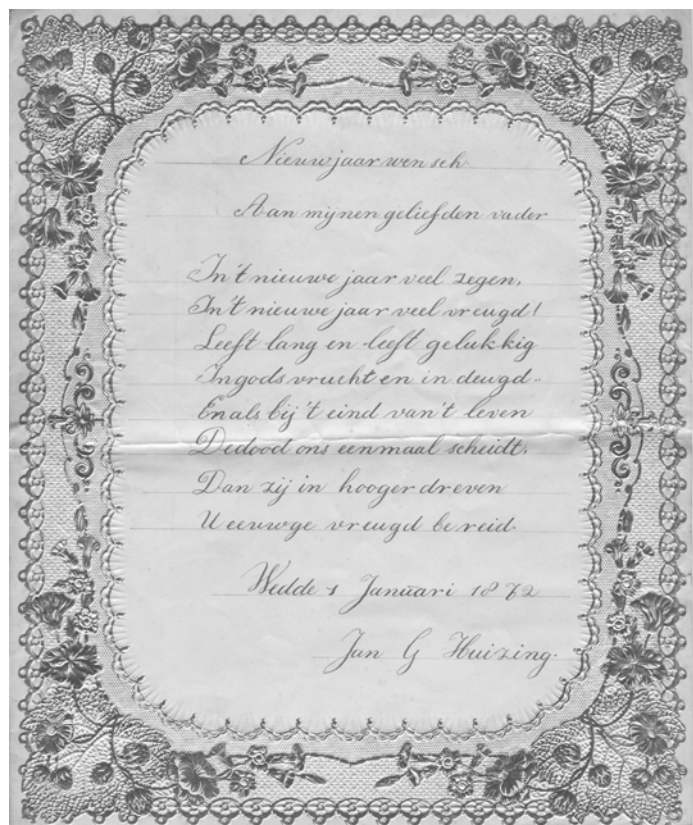 Nieuwjaarwensch.
Aan mijnen geliefden vader
In't nieuwe jaar veel zegen,
In't nieuwe jaar veel vreugd!
Leeft lang en leeft gelukkig
In gods vrucht en in deugd..
En als bij 't eind van't leven
De dood ons eenmaal scheidt,
Dan zij in hooger dreven
U eeuwge vreugd bereid.
Wedde 1 Januari 1872
Jan G Huizing.